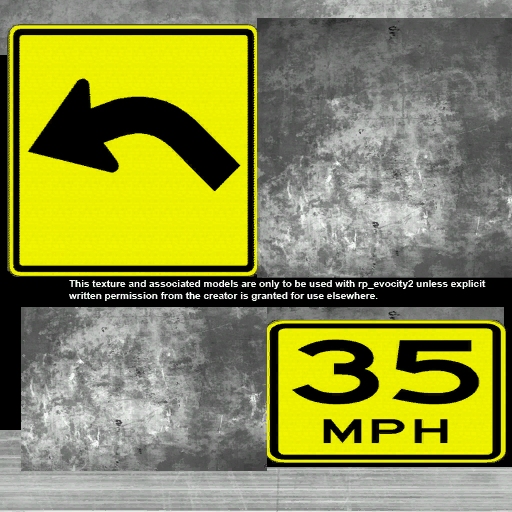 This texture and associated models are only to be used with rp_evocity2 unless explicit
written permission from the creator is granted for use elsewhere.
35
MPH